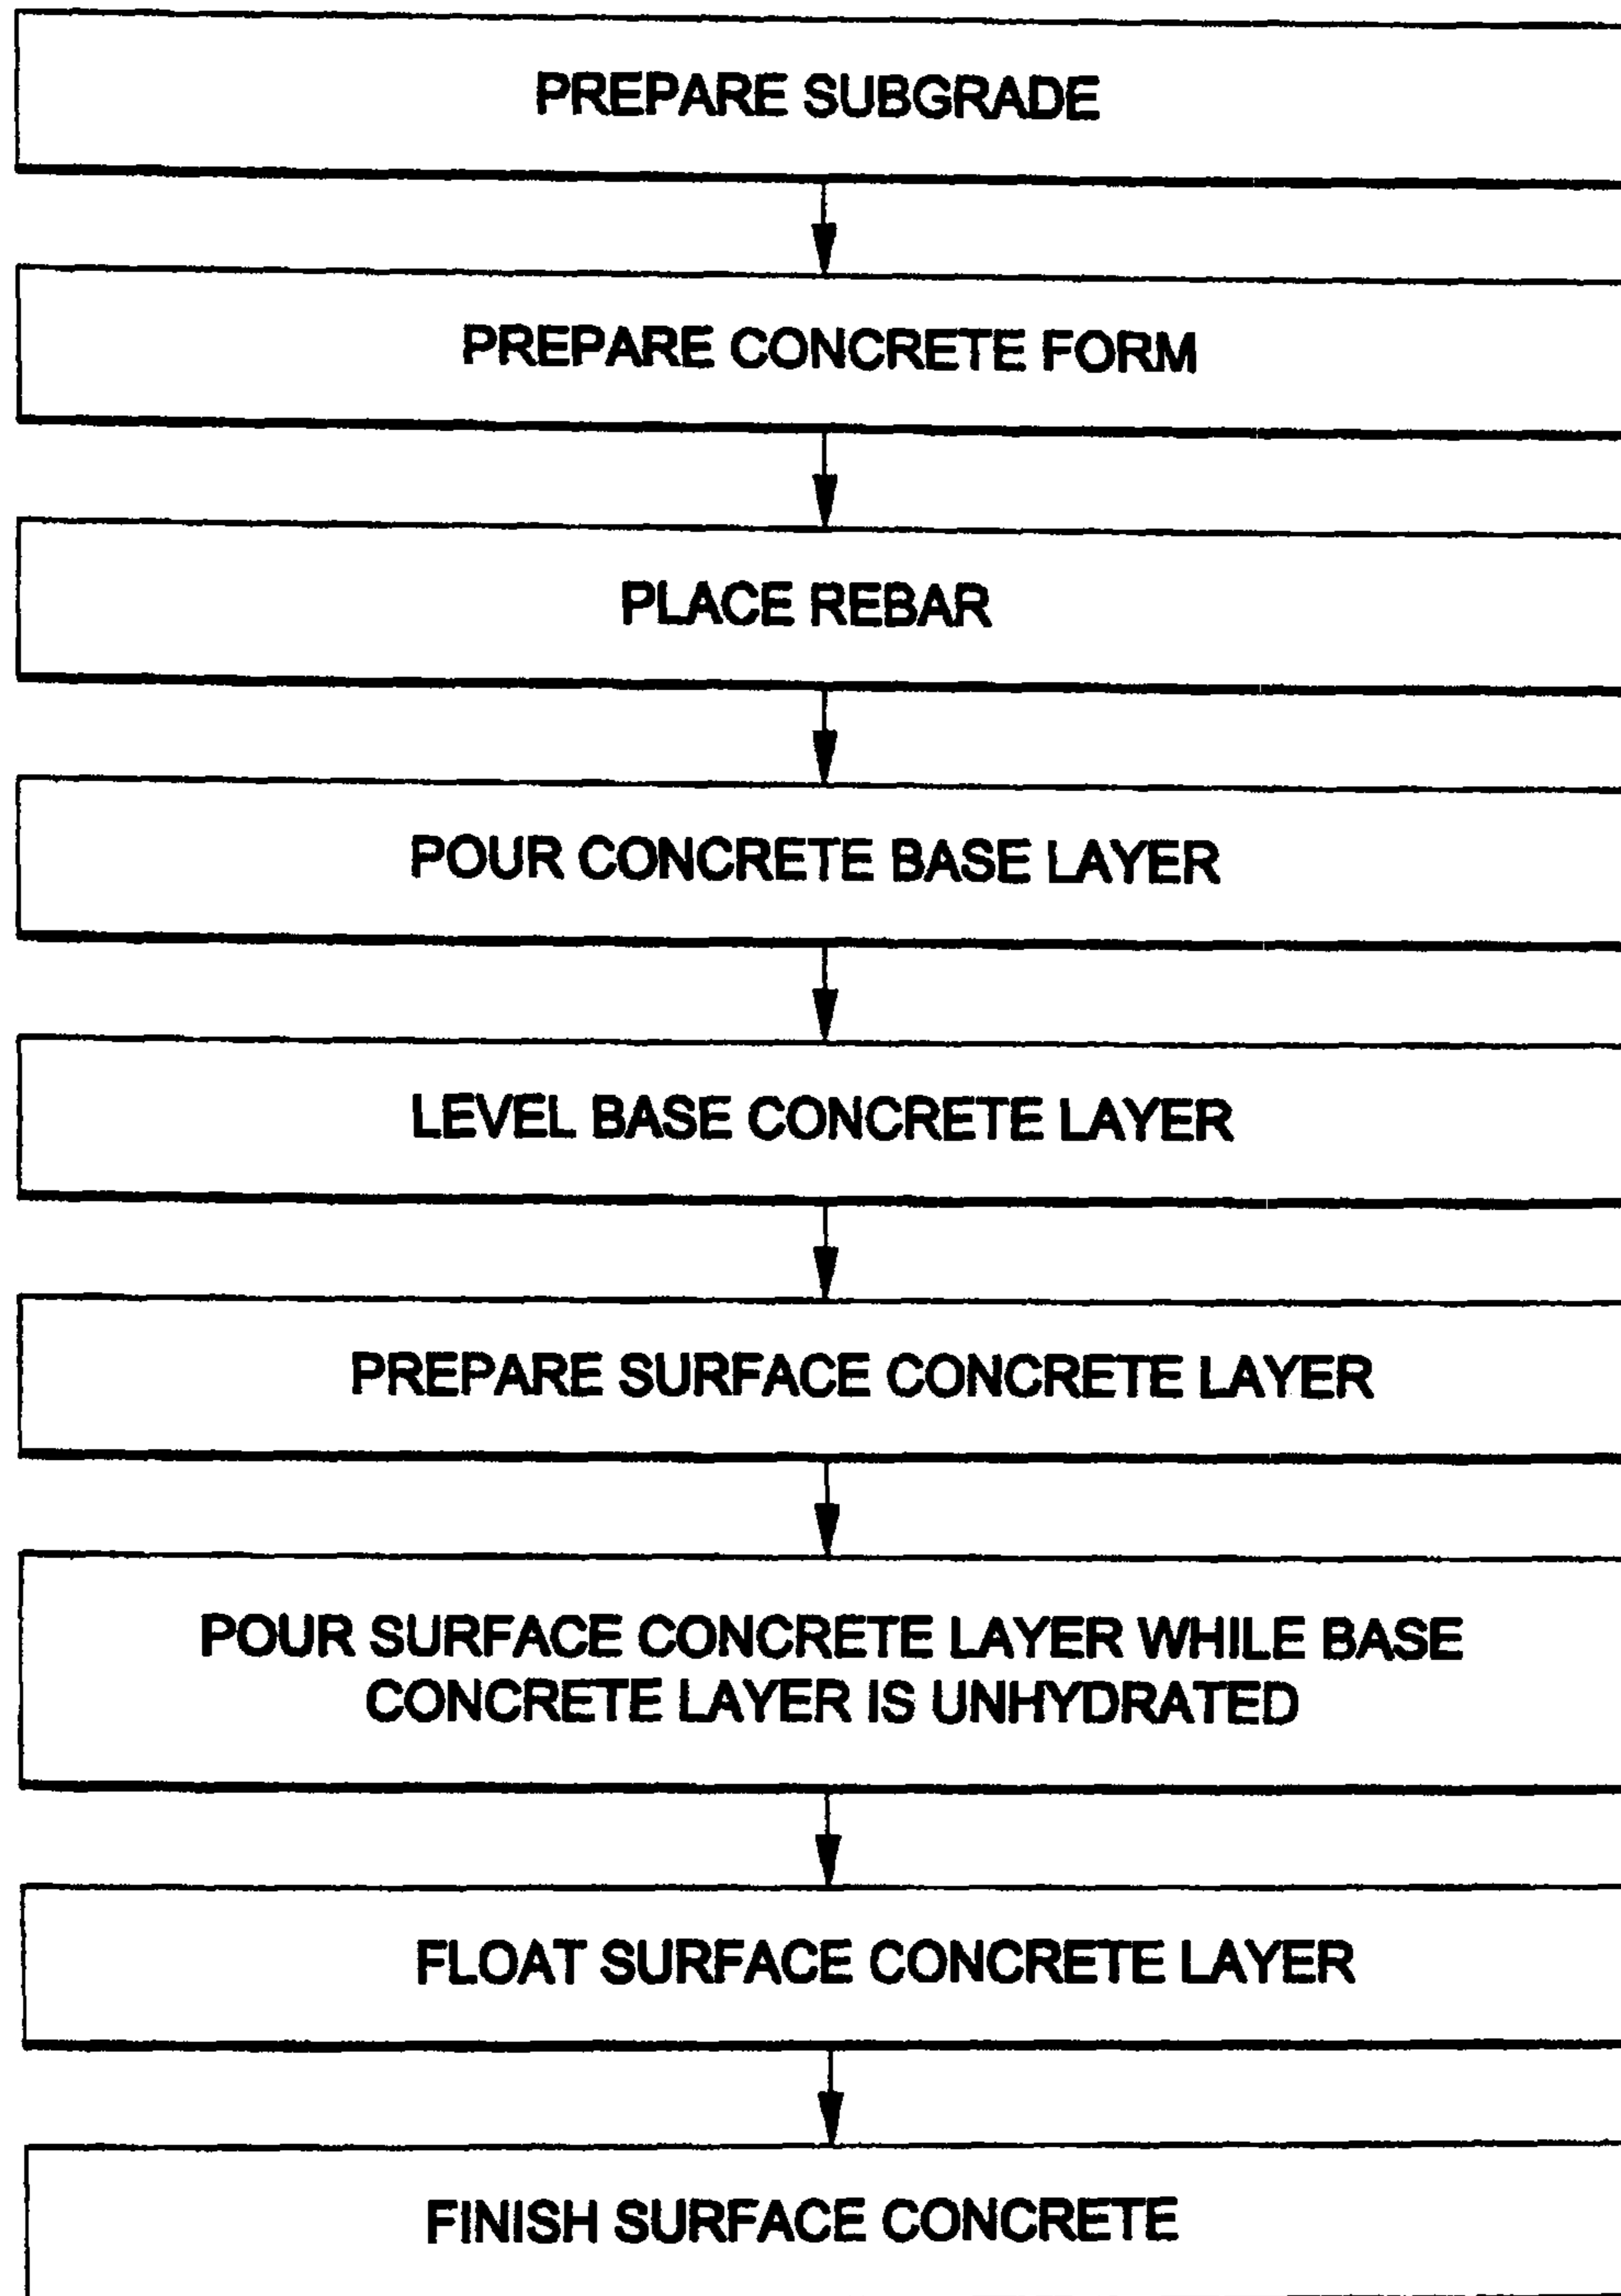 PREPARE SUBGRADE
PREPARE CONCRETE FORM
PLACE REBAR
POUR CONCRETE BASE LAYER
LEVEL BASE CONCRETE LAYER
PREPARE SURFACE CONCRETE LAYER
POUR SURFACE CONCRETE LAYER WHILE BASE
CONCRETE LAYER IS UNHYDRATED
FLOAT SURFACE CONCRETE LAYER
FINISH SURFACE CONCRETE